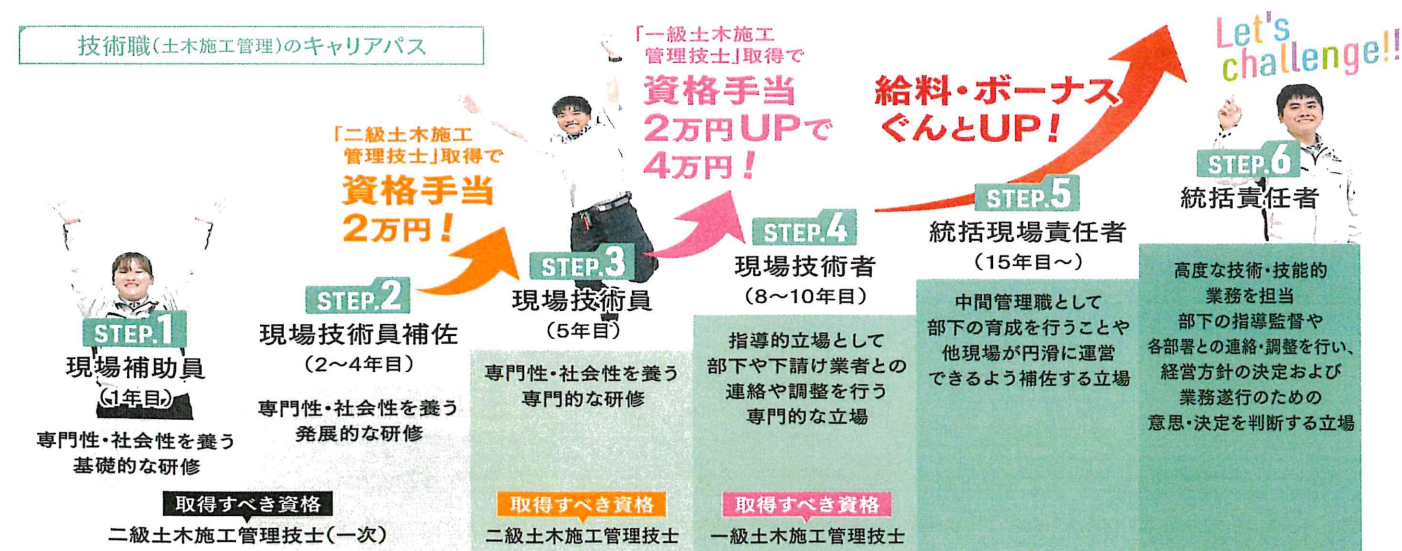 技術職(土木施工管理)のキャリアパス
Let's
challenge!!
「二級土木施工
管理技士」取得で
資格手当
2万円!
「一級土木施工
管理技士」取得で
資格手当
2万円UPで
4万円!
給料・ボーナス
ぐんとUP!
STEP.1
現場補助員
(1年目)
専門性・社会性を養う
基礎的な研修
STEP.2
現場技術員補佐
(2〜4年目)
専門性・社会性を養う
発展的な研修
取得すべき資格
二級土木施工管理技士(一次)
STEP.3
現場技術員
(5年目)
専門性・社会性を養う
専門的な研修
取得すべき資格
二級土木施工管理技士
STEP.4
現場技術者
(8〜10年目)
指導的立場として
部下や下請け業者との
連絡や調整を行う
専門的な立場
取得すべき資格
一級土木施工管理技士
STEP.5
統括現場責任者
(15年目〜)
中間管理職として
部下の育成を行うことや
他現場が円滑に運営
できるよう補佐する立場
STEP.6
統括責任者
高度な技術・技能的
業務を担当
部下の指導監督や
各部署との連絡・調整を行い、
経営方針の決定および
業務遂行のための
意思・決定を判断する立場